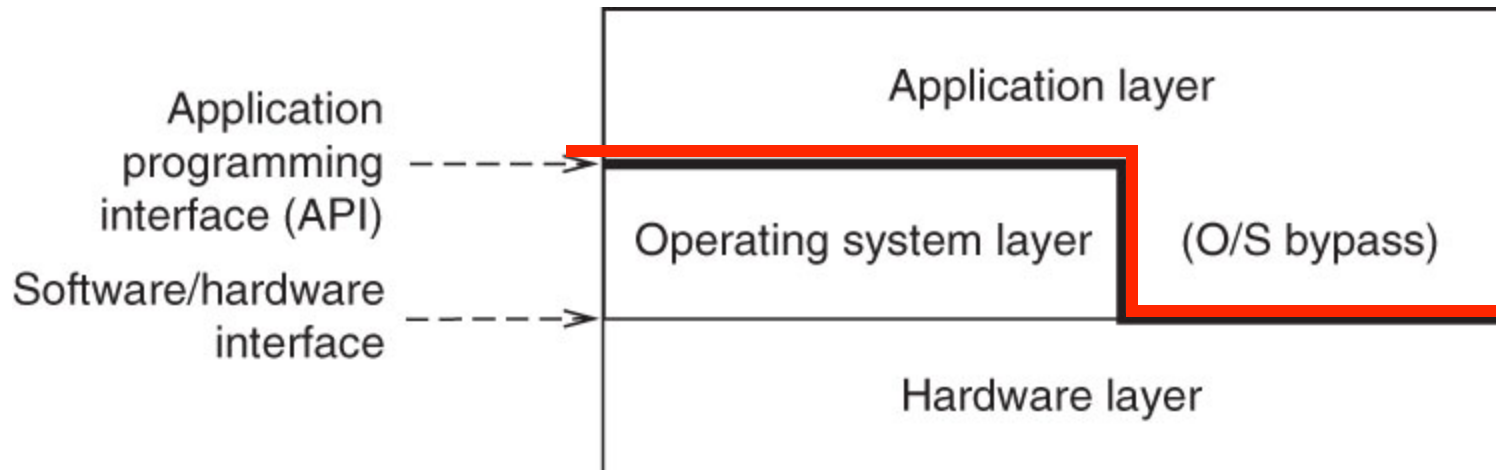 Application layer
Application
programming
interface (API)
Operating system layer
(O/S bypass)
Software/hardware
interface
Hardware layer